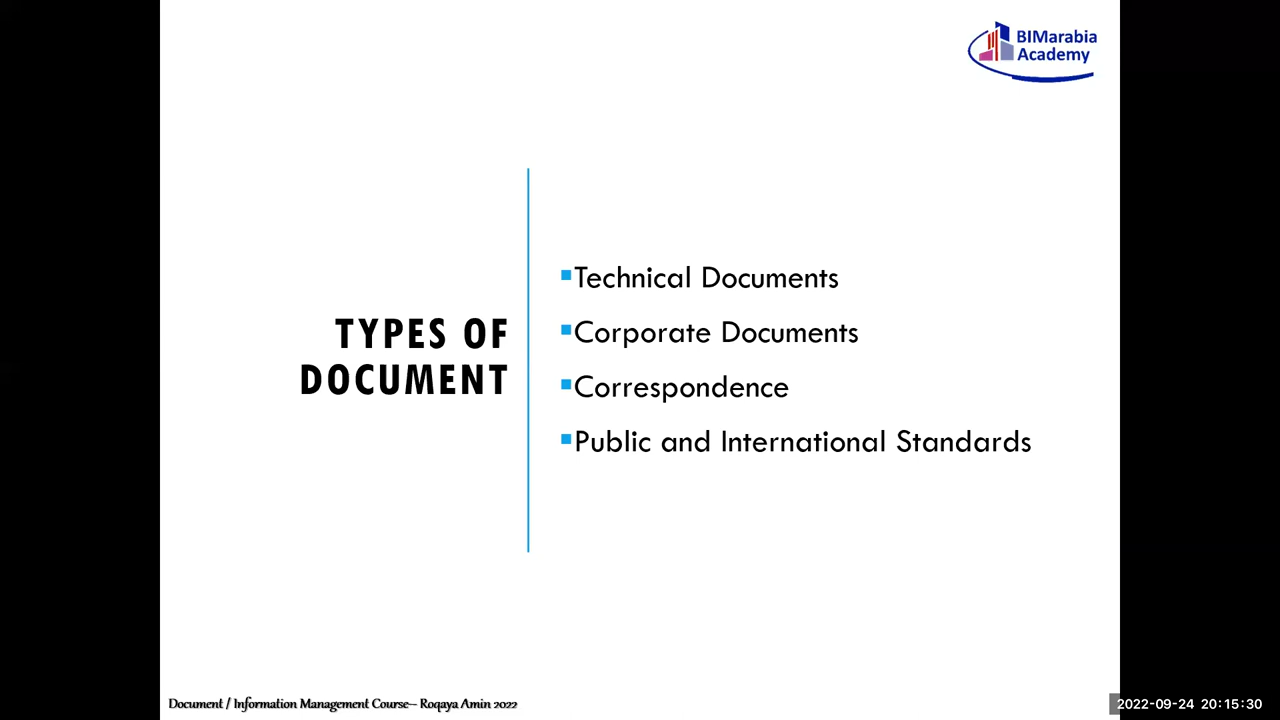 BIMarabia
Academy
TYPES OF
DOCUMENT
Technical Documents
Corporate Documents
Correspondence
Public and International Standards
Document / Information Management Course– Roqaya Amin 2022
2022-09-24 20:15:30